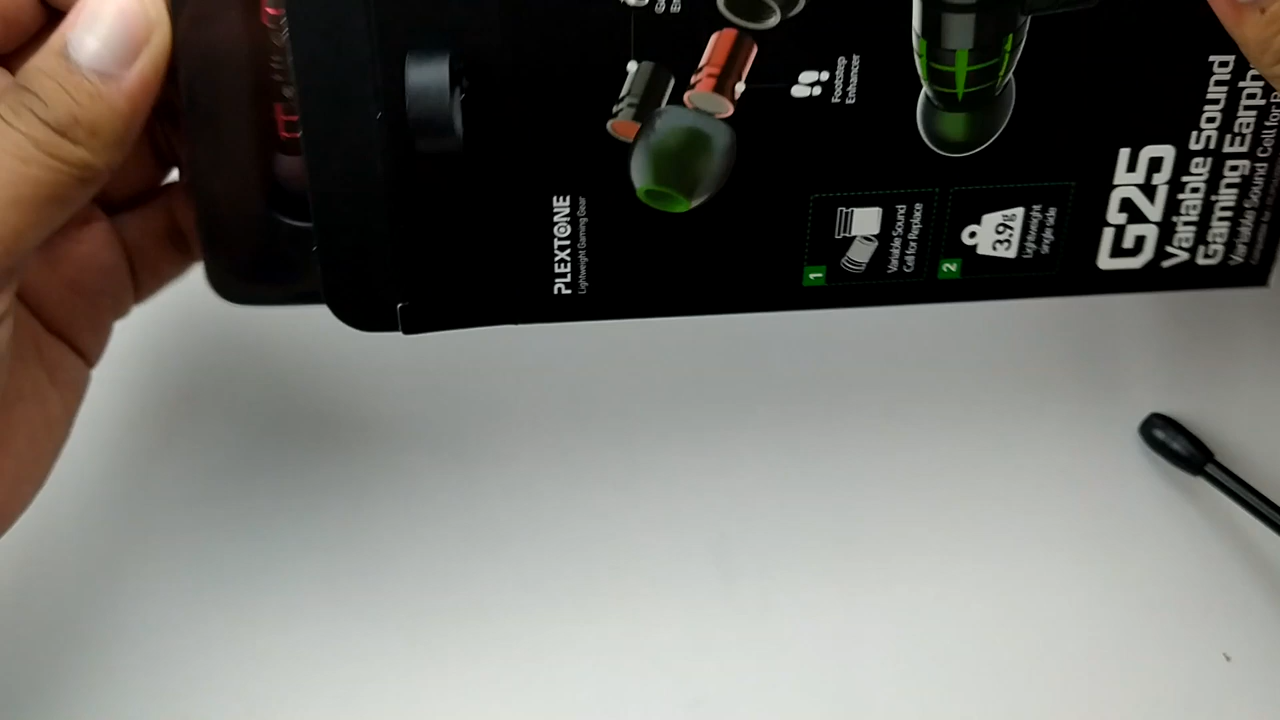 PLEXTONE
Lightweight Gaming Gear
Footstep
Enhancer
1
Variable Sound
Cell for Replace
2
3.9g
Lightweight
single side
G25
Variable Sound
Gaming Earph
Variable Sound Cell for